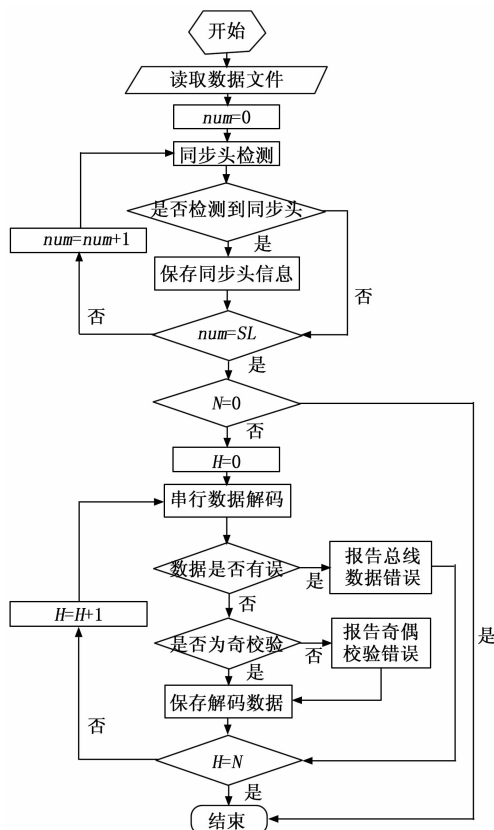 开始
读取数据文件
num=0
同步头检测
是否检测到同步头
num=num+1
是
保存同步头信息
否
否
num=SL
是
N=0
否
H=0
串行数据解码
数据是否有误
报告总线
数据错误
是
否
H=H+1
是否为奇校验
报告奇偶
校验错误
是
否
是
保存解码数据
否
H=N
是
结束